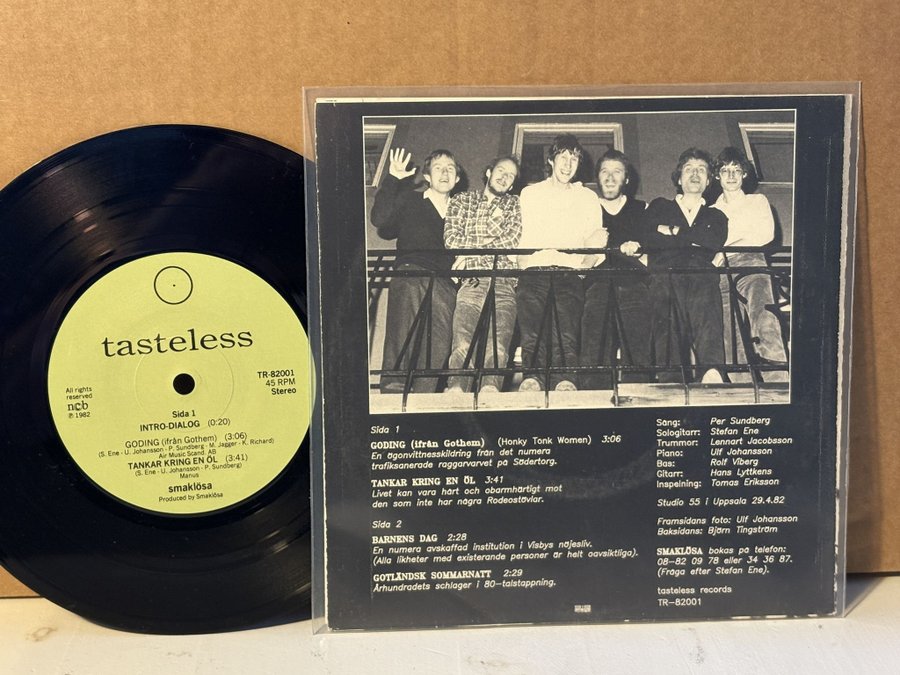 tasteless
TR-82001
45 RPM
Stereo
All rights
reserved
ncb
℗ 1982
Sida 1
INTRO-DIALOG (0:20)
GODING (ifrån Gothem) (3:06)
(S. Ene · U. Johansson · P. Sundberg · M. Jagger · K. Richard)
Air Music Scand. AB
TANKAR KRING EN ÖL (3:41)
(S. Ene · U. Johansson · P. Sundberg)
Manus
smaklösa
Produced by Smaklösa
Sida 1
GODING (ifrån Gothem) (Honky Tonk Women) 3:06
En ögonvittnesskildring från det numera
trafiksanerade raggarvarvet på Södertorg.
TANKAR KRING EN ÖL 3:41
Livet kan vara hårt och obarmhärtigt mot
den som inte har några Rodeostövlar.
Sida 2
BARNENS DAG 2:28
En numera avskaffad institution i Visbys nöjesliv.
(Alla likheter med existerande personer är helt oavsiktliga).
GOTLÄNDSK SOMMARNATT 2:29
Århundradets schlager i 80-talstappning.
Sång: Per Sundberg
Sologitarr: Stefan Ene
Trummor: Lennart Jacobsson
Piano: Ulf Johansson
Bas: Rolf Viberg
Gitarr: Hans Lyttkens
Inspelning: Tomas Eriksson
Studio 55 i Uppsala 29.4.82
Framsidans foto: Ulf Johansson
Baksidans: Björn Tingström
SMAKLÖSA bokas på telefon:
08-82 09 78 eller 34 36 87.
(Fråga efter Stefan Ene).
tasteless records
TR-82001